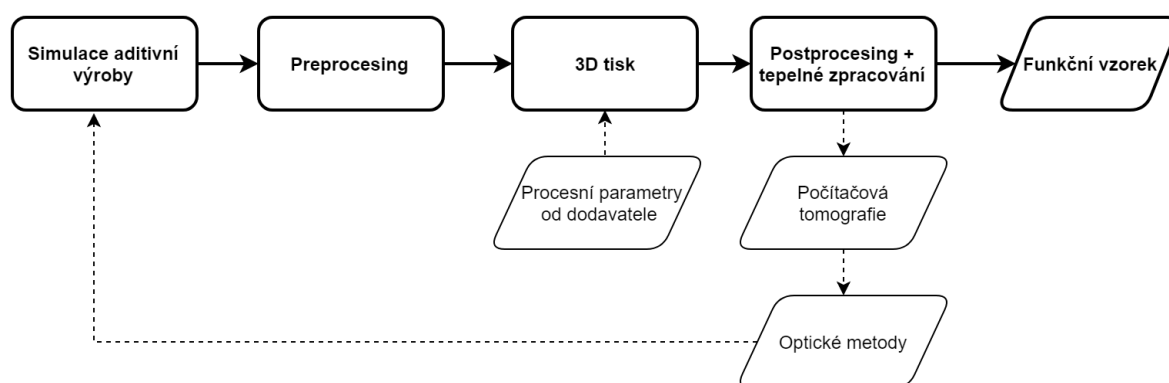 Simulace aditivní
výroby
Preprocesing
3D tisk
Postprocesing +
tepelné zpracování
Funkční vzorek
Procesní parametry
od dodavatele
Počítačová
tomografie
Optické metody